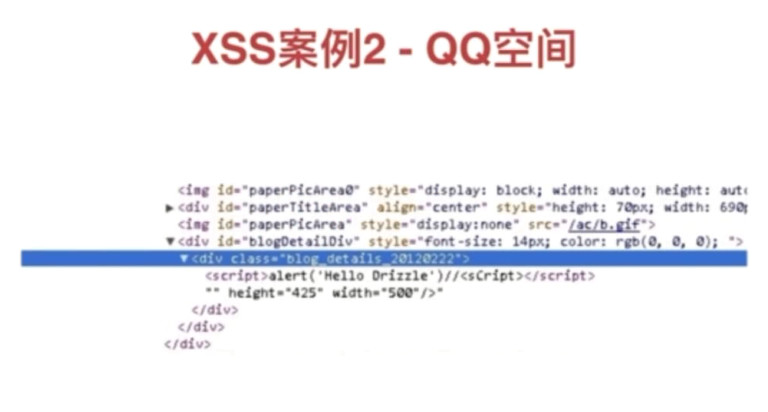 XSS案例2 - QQ空间
<img id="paperPicArea0" style="display: block; width: auto; height: aut
▶<div id="paperTitleArea" align="center" style="height: 70px; width: 690p
<img id="paperPicArea" style="display:none" src="/ac/b.gif">
▼<div id="blogDetailDiv" style="font-size: 14px; color: rgb(0, 0, 0); ">
▼<div class="blog_details_20120222">
<script>alert('Hello Drizzle')//<sCript></script>
"" height="425" width="500"/>"
</div>
</div>
</div>